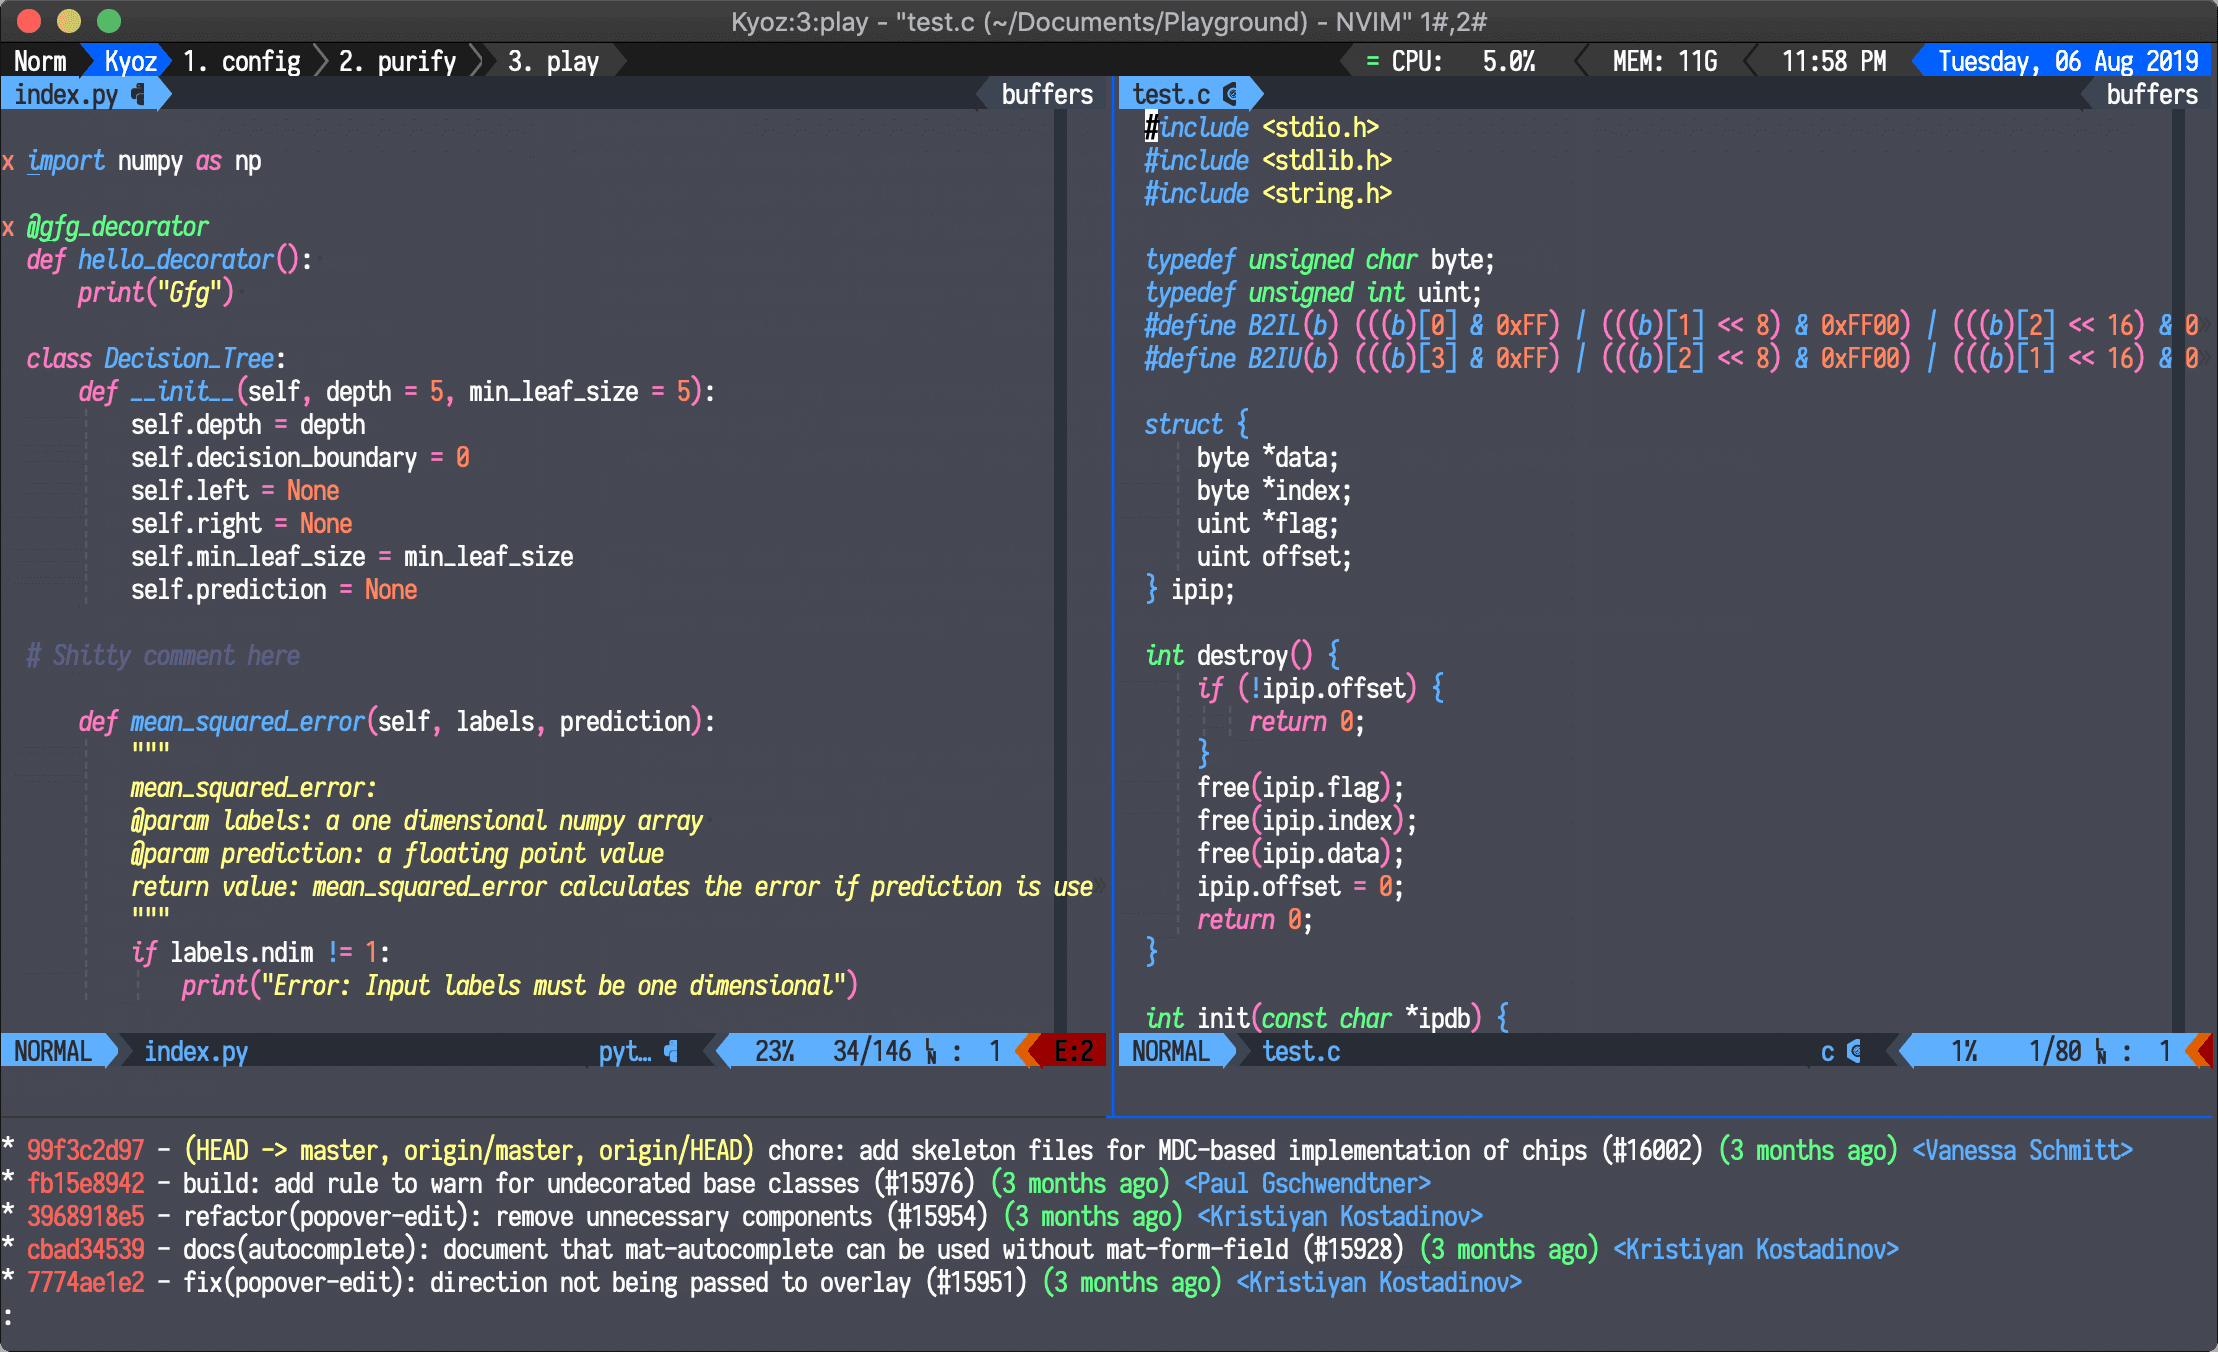 Kyoz:3:play - "test.c (~/Documents/Playground) - NVIM" 1#,2#
Norm Kyoz 1. config 2. purify 3. play = CPU: 5.0% MEM: 11G 11:58 PM Tuesday, 06 Aug 2019
index.py buffers
import numpy as np
x @gfg_decorator
def hello_decorator():
print("Gfg")
class Decision_Tree:
def __init__(self, depth = 5, min_leaf_size = 5):
self.depth = depth
self.decision_boundary = 0
self.left = None
self.right = None
self.min_leaf_size = min_leaf_size
self.prediction = None
# Shitty comment here
def mean_squared_error(self, labels, prediction):
"""
mean_squared_error:
@param labels: a one dimensional numpy array
@param prediction: a floating point value
return value: mean_squared_error calculates the error if prediction is use»
"""
if labels.ndim != 1:
print("Error: Input labels must be one dimensional")
NORMAL index.py pyt… 23% 34/146 LN : 1 E:2
test.c buffers
#include <stdio.h>
#include <stdlib.h>
#include <string.h>
typedef unsigned char byte;
typedef unsigned int uint;
#define B2IL(b) (((b)[0] & 0xFF) | (((b)[1] << 8) & 0xFF00) | (((b)[2] << 16) & 0»
#define B2IU(b) (((b)[3] & 0xFF) | (((b)[2] << 8) & 0xFF00) | (((b)[1] << 16) & 0»
struct {
byte *data;
byte *index;
uint *flag;
uint offset;
} ipip;
int destroy() {
if (!ipip.offset) {
return 0;
}
free(ipip.flag);
free(ipip.index);
free(ipip.data);
ipip.offset = 0;
return 0;
}
int init(const char *ipdb) {
NORMAL test.c c 1% 1/80 LN : 1
* 99f3c2d97 - (HEAD -> master, origin/master, origin/HEAD) chore: add skeleton files for MDC-based implementation of chips (#16002) (3 months ago) <Vanessa Schmitt>
* fb15e8942 - build: add rule to warn for undecorated base classes (#15976) (3 months ago) <Paul Gschwendtner>
* 3968918e5 - refactor(popover-edit): remove unnecessary components (#15954) (3 months ago) <Kristiyan Kostadinov>
* cbad34539 - docs(autocomplete): document that mat-autocomplete can be used without mat-form-field (#15928) (3 months ago) <Kristiyan Kostadinov>
* 7774ae1e2 - fix(popover-edit): direction not being passed to overlay (#15951) (3 months ago) <Kristiyan Kostadinov>
: